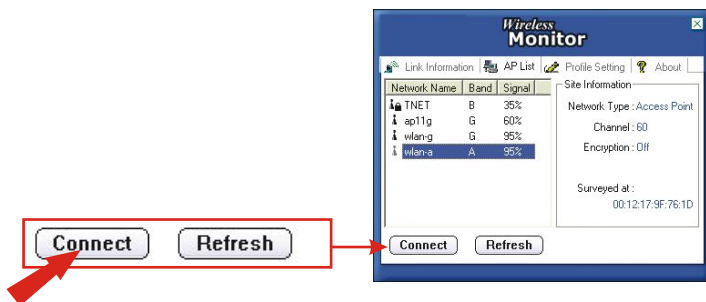 Wireless
Monitor
Link Information AP List Profile Setting About
Network Name Band Signal
TNET B 35%
ap11g G 60%
wlan-g G 95%
wlan-a A 95%
Site Information
Network Type : Access Point
Channel : 60
Encryption : Off
Surveyed at :
00:12:17:9F:76:1D
Connect Refresh
Connect Refresh